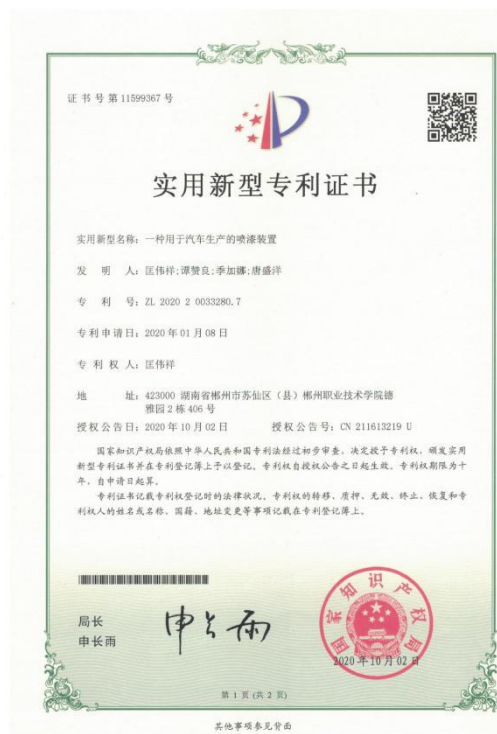 证书号第11599367号
实用新型专利证书
实用新型名称：一种用于汽车生产的喷漆装置
发 明 人：匡伟祥;谭赞良;季加娜;唐盛洋
专 利 号：ZL 2020 2 0033280.7
专利申请日：2020年01月08日
专 利 权 人：匡伟祥
地 址：423000 湖南省郴州市苏仙区（县）郴州职业技术学院德
雅园2栋406号
授权公告日：2020年10月02日 授权公告号：CN 211613219 U
国家知识产权局依照中华人民共和国专利法经过初步审查，决定授予专利权，颁发实用
新型专利证书并在专利登记簿上予以登记。专利权自授权公告之日起生效。专利权期限为十
年，自申请日起算。
专利证书记载专利权登记时的法律状况。专利权的转移、质押、无效、终止、恢复和专
利权人的姓名或名称、国籍、地址变更等事项记载在专利登记簿上。
局长
申长雨
申长雨
国家知识产权局
2020年10月02日
第 1 页 (共 2 页)
其他事项参见背面